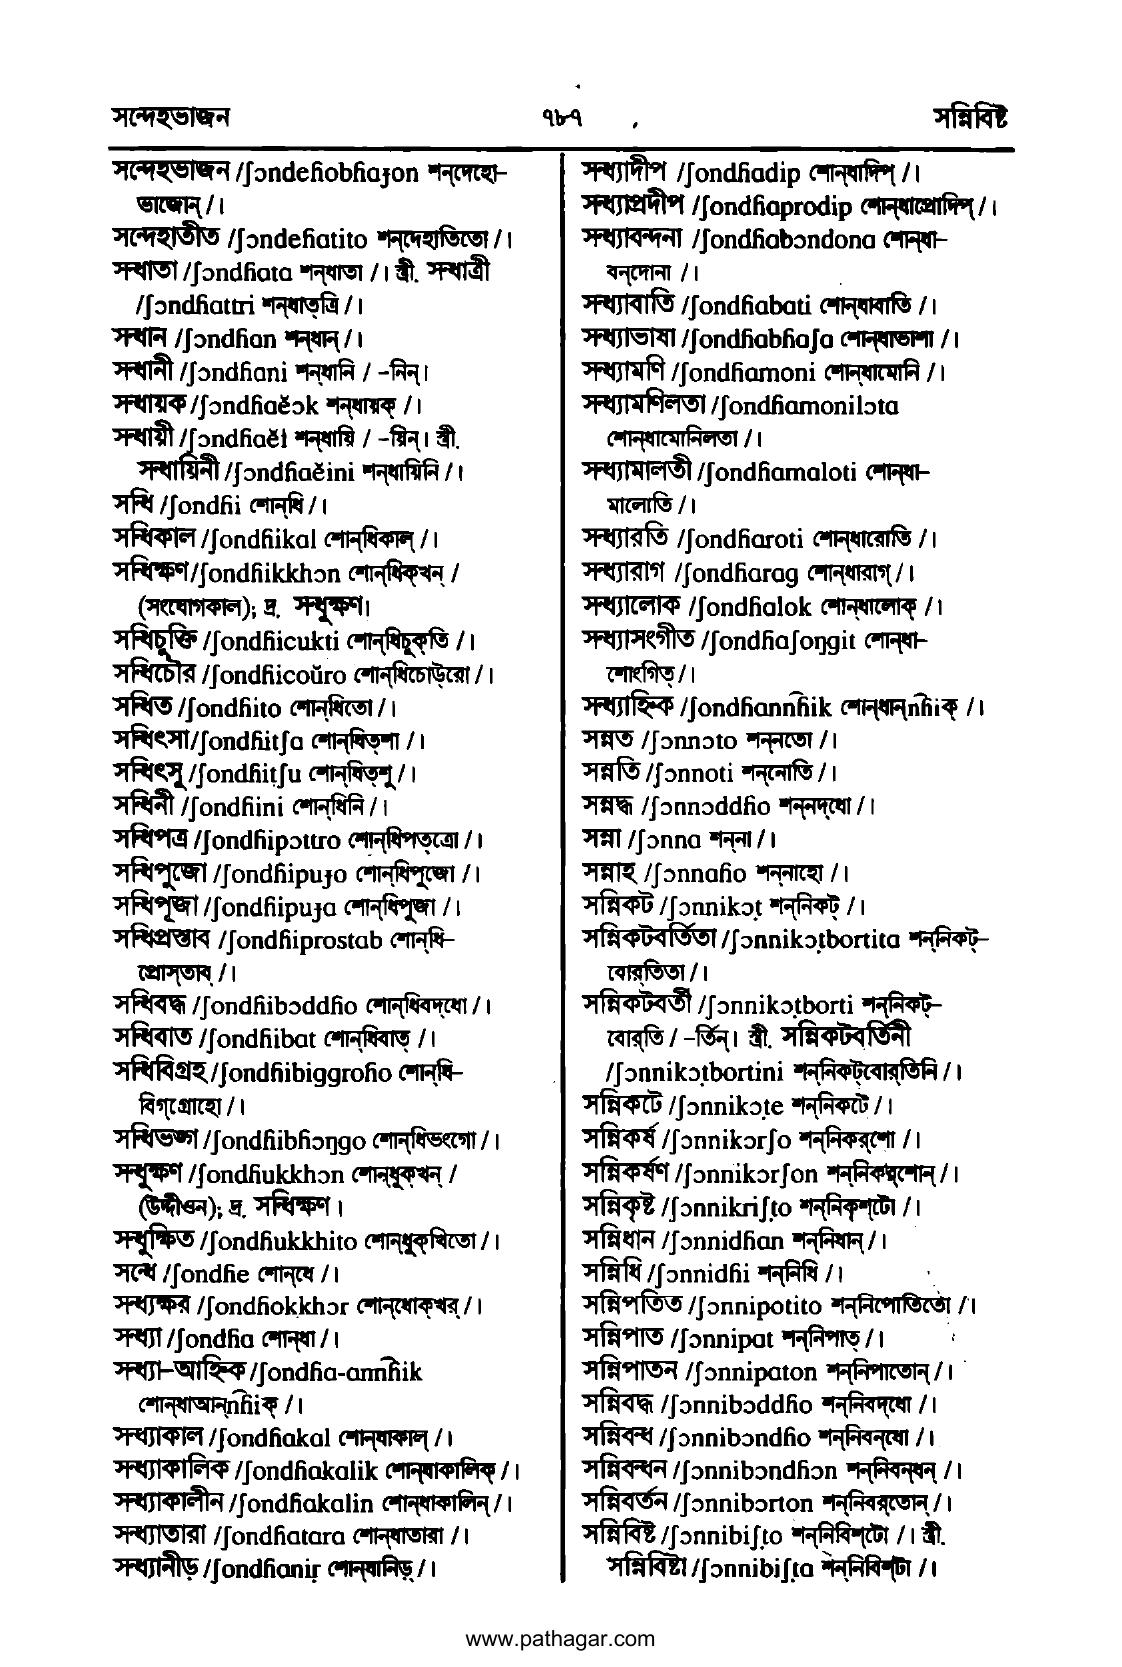 সন্দেহভাজন ৭৮৭ সন্নিবিষ্ট
সন্দেহভাজন /ʃɔndeɦobɦaɟon শন্‌দেহো-
ভাজোন্ /।
সন্দেহাতীত /ʃɔndeɦatito শন্‌দেহাতিতো /।
সন্ধাতা /ʃɔndɦata শন্‌ধাতা /। স্ত্রী. সন্ধাত্রী
/ʃɔndɦattri শন্‌ধাত্‌ত্রি /।
সন্ধান /ʃɔndɦan শন্‌ধান্ /।
সন্ধানী /ʃɔndɦani শন্‌ধানি / -নিন্।
সন্ধায়ক /ʃɔndɦaĕɔk শন্‌ধায়ক্ /।
সন্ধায়ী /ʃɔndɦaĕi শন্‌ধায়ি / -য়িন্। স্ত্রী.
সন্ধায়িনী /ʃɔndɦaĕini শন্‌ধায়িনি /।
সন্ধি /ʃondɦi শোন্‌ধি /।
সন্ধিকাল /ʃondɦikal শোন্‌ধিকাল্ /।
সন্ধিক্ষণ /ʃondɦikkhɔn শোন্‌ধিক্‌খন্ /
(সংযোগকাল); দ্র. সন্ধুক্ষণ।
সন্ধিচুক্তি /ʃondɦicukti শোন্‌ধিচুক্‌তি /।
সন্ধিচৌর /ʃondɦicoŭro শোন্‌ধিচোউ্‌রো /।
সন্ধিত /ʃondɦito শোন্‌ধিতো /।
সন্ধিৎসা /ʃondɦitʃa শোন্‌ধিত্‌শা /।
সন্ধিৎসু /ʃondɦitʃu শোন্‌ধিত্‌শু /।
সন্ধিনী /ʃondɦini শোন্‌ধিনি /।
সন্ধিপত্র /ʃondɦipɔttro শোন্‌ধিপত্‌ত্রো /।
সন্ধিপুজো /ʃondɦipuɟo শোন্‌ধিপুজো /।
সন্ধিপূজা /ʃondɦipuɟa শোন্‌ধিপুজা /।
সন্ধিপ্রস্তাব /ʃondɦiprostab শোন্‌ধি-
প্রোস্‌তাব্ /।
সন্ধিবদ্ধ /ʃondɦibɔddɦo শোন্‌ধিবদ্‌ধো /।
সন্ধিবাত /ʃondɦibat শোন্‌ধিবাত্ /।
সন্ধিবিগ্রহ /ʃondɦibiggroɦo শোন্‌ধি-
বিগ্‌গ্রোহো /।
সন্ধিভঙ্গ /ʃondɦibɦɔŋgo শোন্‌ধিভংগো /।
সন্ধুক্ষণ /ʃondɦukkhɔn শোন্‌ধুক্‌খন্ /
(উদ্দীওন); দ্র. সন্ধিক্ষণ।
সন্ধুক্ষিত /ʃondɦukkhito শোন্‌ধুক্‌খিতো /।
সন্ধে /ʃondɦe শোন্‌ধে /।
সন্ধ্যক্ষর /ʃondɦokkhɔr শোন্‌ধোক্‌খর্ /।
সন্ধ্যা /ʃondɦa শোন্‌ধা /।
সন্ধ্যা-আহ্নিক /ʃondɦa-ann͡ɦik
শোন্‌ধাআন্‌n͡ɦiক্ /।
সন্ধ্যাকাল /ʃondɦakal শোন্‌ধাকাল্ /।
সন্ধ্যাকালিক /ʃondɦakalik শোন্‌ধাকালিক্ /।
সন্ধ্যাকালীন /ʃondɦakalin শোন্‌ধাকালিন্ /।
সন্ধ্যাতারা /ʃondɦatara শোন্‌ধাতারা /।
সন্ধ্যানীড় /ʃondɦaniṛ শোন্‌ধানিড়্ /।
সন্ধ্যাদীপ /ʃondɦadip শোন্‌ধাদিপ্ /।
সন্ধ্যাপ্রদীপ /ʃondɦaprodip শোন্‌ধাপ্রোদিপ্ /।
সন্ধ্যাবন্দনা /ʃondɦabɔndona শোন্‌ধা-
বন্‌দোনা /।
সন্ধ্যাবাতি /ʃondɦabati শোন্‌ধাবাতি /।
সন্ধ্যাভাষা /ʃondɦabɦaʃa শোন্‌ধাভাশা /।
সন্ধ্যামণি /ʃondɦamoni শোন্‌ধামোনি /।
সন্ধ্যামণিলতা /ʃondɦamonilɔta
শোন্‌ধামোনিলতা /।
সন্ধ্যামালতী /ʃondɦamaloti শোন্‌ধা-
মালোতি /।
সন্ধ্যারতি /ʃondɦaroti শোন্‌ধারোতি /।
সন্ধ্যারাগ /ʃondɦarag শোন্‌ধারাগ্ /।
সন্ধ্যালোক /ʃondɦalok শোন্‌ধালোক্ /।
সন্ধ্যাসংগীত /ʃondɦaʃoŋgit শোন্‌ধা-
শোংগিত্ /।
সন্ধ্যাহ্নিক /ʃondɦann͡ɦik শোন্‌ধান্‌n͡ɦiক্ /।
সন্নত /ʃɔnnɔto শন্‌নতো /।
সন্নতি /ʃɔnnoti শন্‌নোতি /।
সন্নদ্ধ /ʃɔnnɔddɦo শন্‌নদ্‌ধো /।
সন্না /ʃɔnna শন্‌না /।
সন্নাহ /ʃɔnnaɦo শন্‌নাহো /।
সন্নিকট /ʃɔnnikɔṭ শন্‌নিকট্ /।
সন্নিকটবর্তিতা /ʃɔnnikɔṭbortita শন্‌নিকট্-
বোর্‌তিতা /।
সন্নিকটবর্তী /ʃɔnnikɔṭborti শন্‌নিকট্-
বোর্‌তি / -র্তিন্। স্ত্রী. সন্নিকটবর্তিনী
/ʃɔnnikɔṭbortini শন্‌নিকট্‌বোর্‌তিনি /।
সন্নিকটে /ʃɔnnikɔṭe শন্‌নিকটে /।
সন্নিকর্ষ /ʃɔnnikɔrʃo শন্‌নিকর্‌শো /।
সন্নিকর্ষণ /ʃɔnnikɔrʃon শন্‌নিকর্‌শোন্ /।
সন্নিকৃষ্ট /ʃɔnnikriʃṭo শন্‌নিকৃশ্‌টো /।
সন্নিধান /ʃɔnnidɦan শন্‌নিধান্ /।
সন্নিধি /ʃɔnnidɦi শন্‌নিধি /।
সন্নিপতিত /ʃɔnnipotito শন্‌নিপোতিতো /।
সন্নিপাত /ʃɔnnipat শন্‌নিপাত্ /।
সন্নিপাতন /ʃɔnnipaton শন্‌নিপাতোন্ /।
সন্নিবদ্ধ /ʃɔnnibɔddɦo শন্‌নিবদ্‌ধো /।
সন্নিবন্ধ /ʃɔnnibɔndɦo শন্‌নিবন্‌ধো /।
সন্নিবন্ধন /ʃɔnnibɔndɦɔn শন্‌নিবন্‌ধন্ /।
সন্নিবর্তন /ʃɔnnibɔrton শন্‌নিবর্‌তোন্ /।
সন্নিবিষ্ট /ʃɔnnibiʃṭo শন্‌নিবিশ্‌টো /। স্ত্রী.
সন্নিবিষ্টা /ʃɔnnibiʃṭa শন্‌নিবিশ্‌টা /।
www.pathagar.com